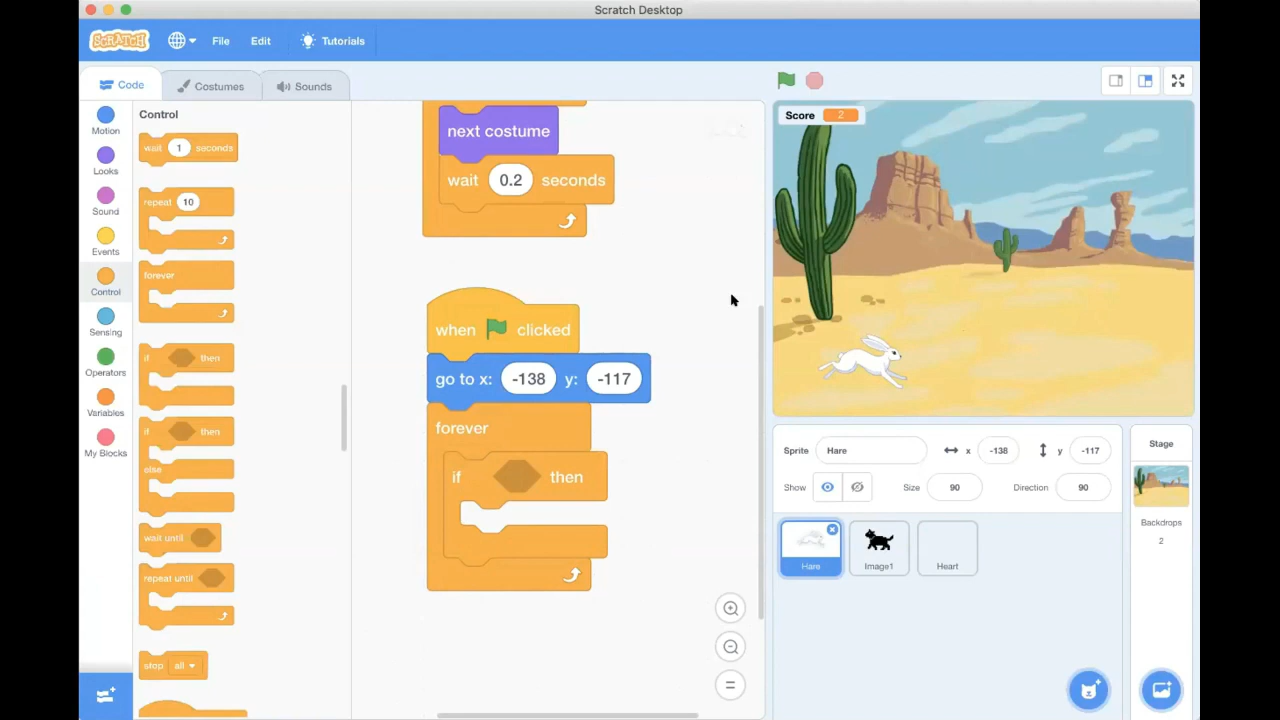 Scratch Desktop
SCRATCH
File
Edit
Tutorials
Code
Costumes
Sounds
Motion
Looks
Sound
Events
Control
Sensing
Operators
Variables
My Blocks
Control
wait 1 seconds
repeat 10
forever
if then
if then
else
wait until
repeat until
stop all
next costume
wait 0.2 seconds
when clicked
go to x: -138 y: -117
forever
if then
Score 2
Sprite Hare x -138 y -117
Show Size 90 Direction 90
Hare
Image1
Heart
Stage
Backdrops
2